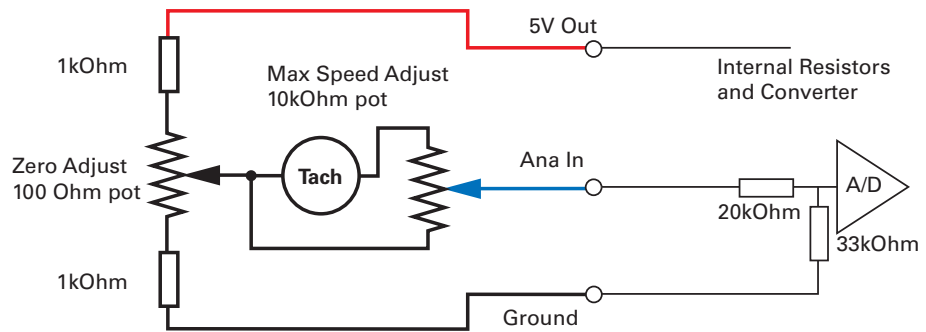 5V Out
1kOhm
Max Speed Adjust
10kOhm pot
Internal Resistors
and Converter
Zero Adjust
100 Ohm pot
Tach
Ana In
A/D
20kOhm
33kOhm
1kOhm
Ground